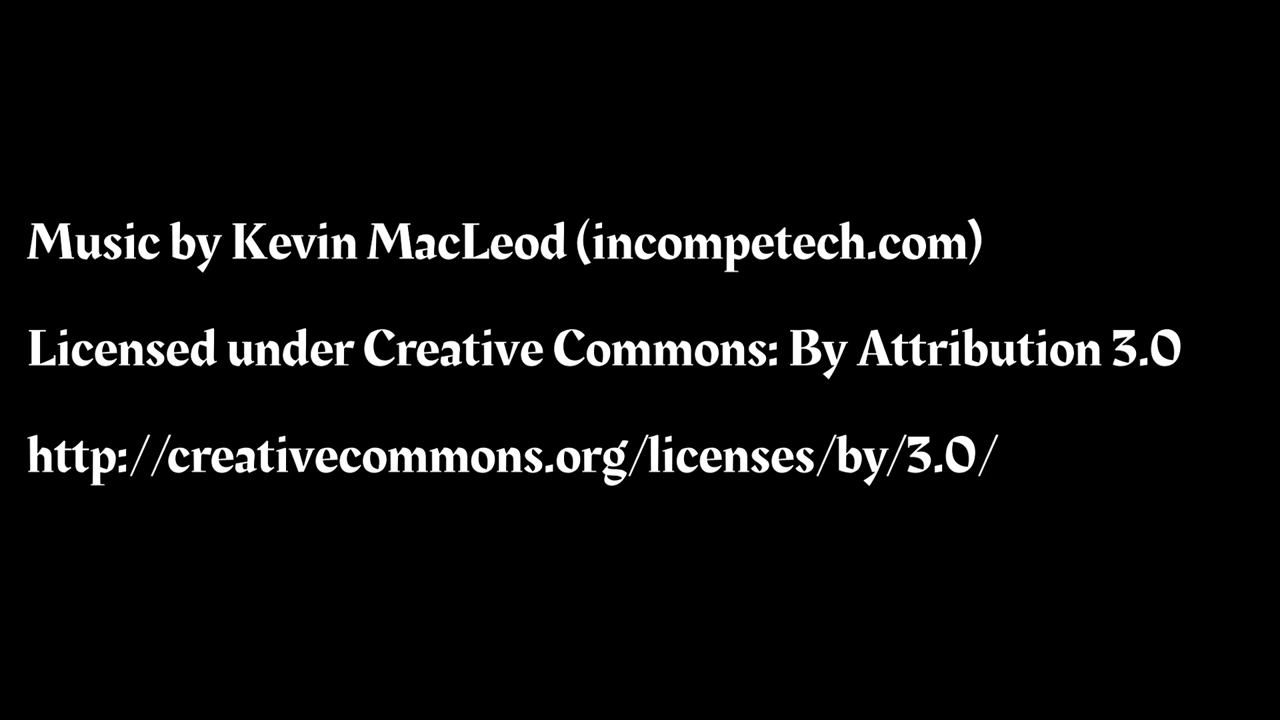 Music by Kevin MacLeod (incompetech.com)
Licensed under Creative Commons: By Attribution 3.0
http://creativecommons.org/licenses/by/3.0/